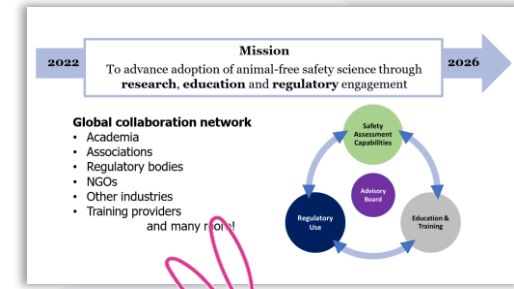 2022
Mission
To advance adoption of animal-free safety science through
research, education and regulatory engagement
2026
Global collaboration network
• Academia
• Associations
• Regulatory bodies
• NGOs
• Other industries
• Training providers
and many more!
Safety
Assessment
Capabilities
Advisory
Board
Regulatory
Use
Education &
Training